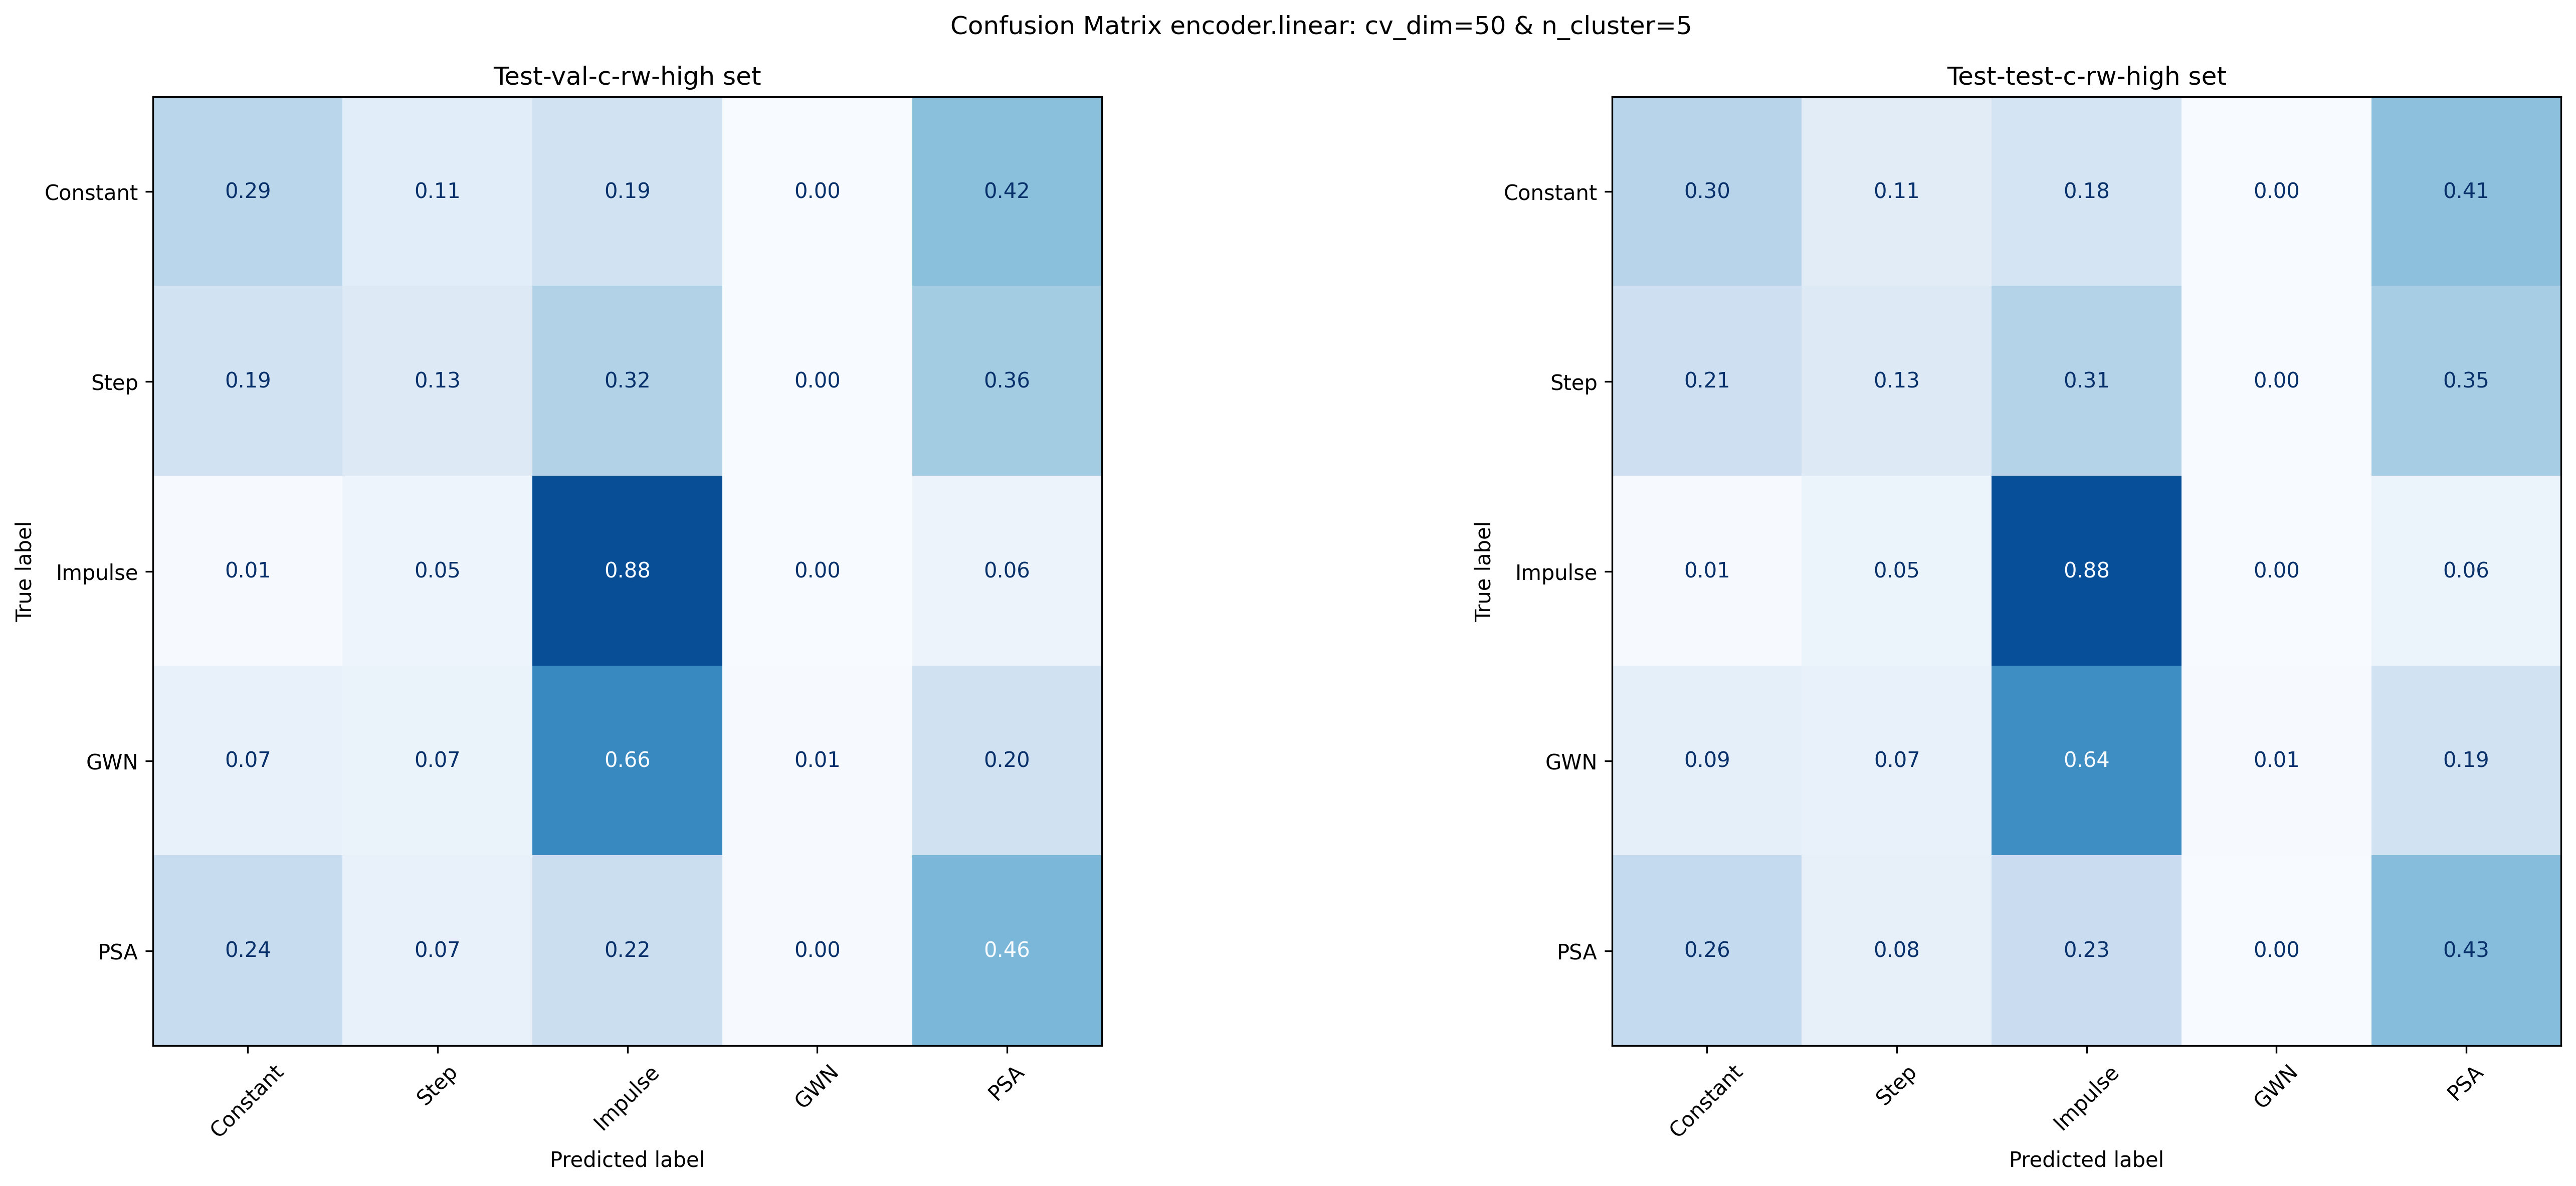 Confusion Matrix encoder.linear: cv_dim=50 & n_cluster=5
Test-val-c-rw-high set
True label
Constant 0.29 0.11 0.19 0.00 0.42
Step 0.19 0.13 0.32 0.00 0.36
Impulse 0.01 0.05 0.88 0.00 0.06
GWN 0.07 0.07 0.66 0.01 0.20
PSA 0.24 0.07 0.22 0.00 0.46
Constant Step Impulse GWN PSA
Predicted label
Test-test-c-rw-high set
True label
Constant 0.30 0.11 0.18 0.00 0.41
Step 0.21 0.13 0.31 0.00 0.35
Impulse 0.01 0.05 0.88 0.00 0.06
GWN 0.09 0.07 0.64 0.01 0.19
PSA 0.26 0.08 0.23 0.00 0.43
Constant Step Impulse GWN PSA
Predicted label